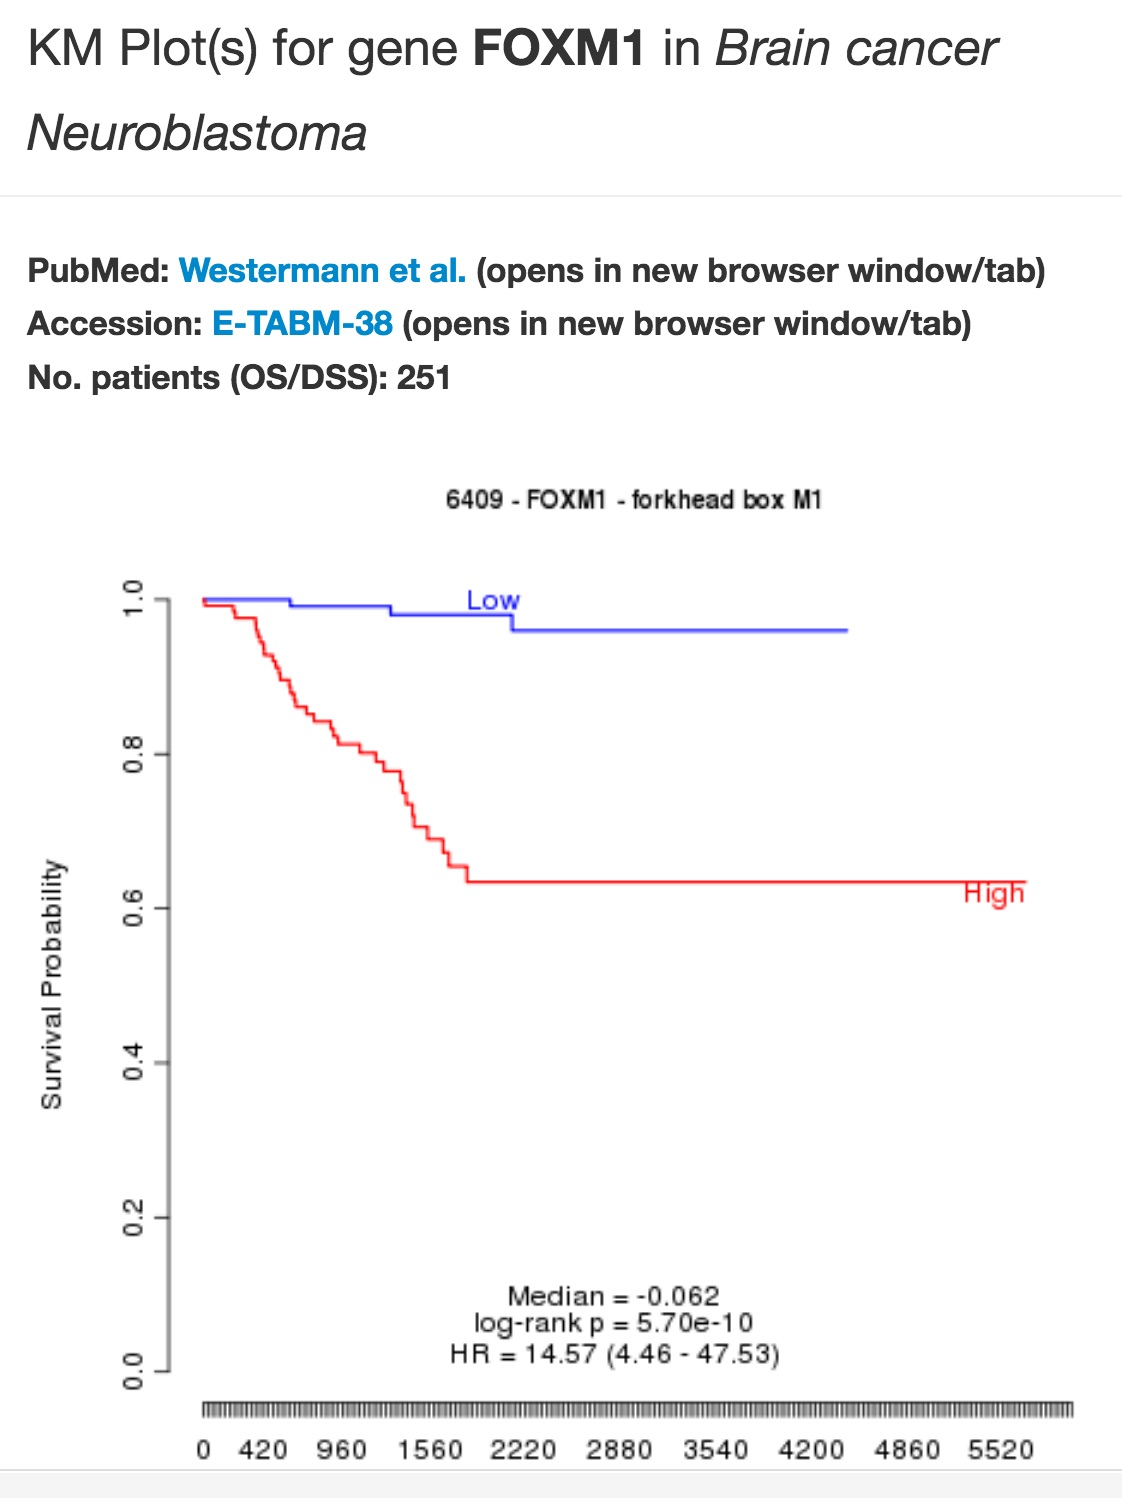 KM Plot(s) for gene FOXM1 in Brain cancer
Neuroblastoma
PubMed: Westermann et al. (opens in new browser window/tab)
Accession: E-TABM-38 (opens in new browser window/tab)
No. patients (OS/DSS): 251
6409 - FOXM1 - forkhead box M1
Survival Probability
1.0
0.8
0.6
0.4
0.2
0.0
Low
High
Median = -0.062
log-rank p = 5.70e-10
HR = 14.57 (4.46 - 47.53)
0 420 960 1560 2220 2880 3540 4200 4860 5520